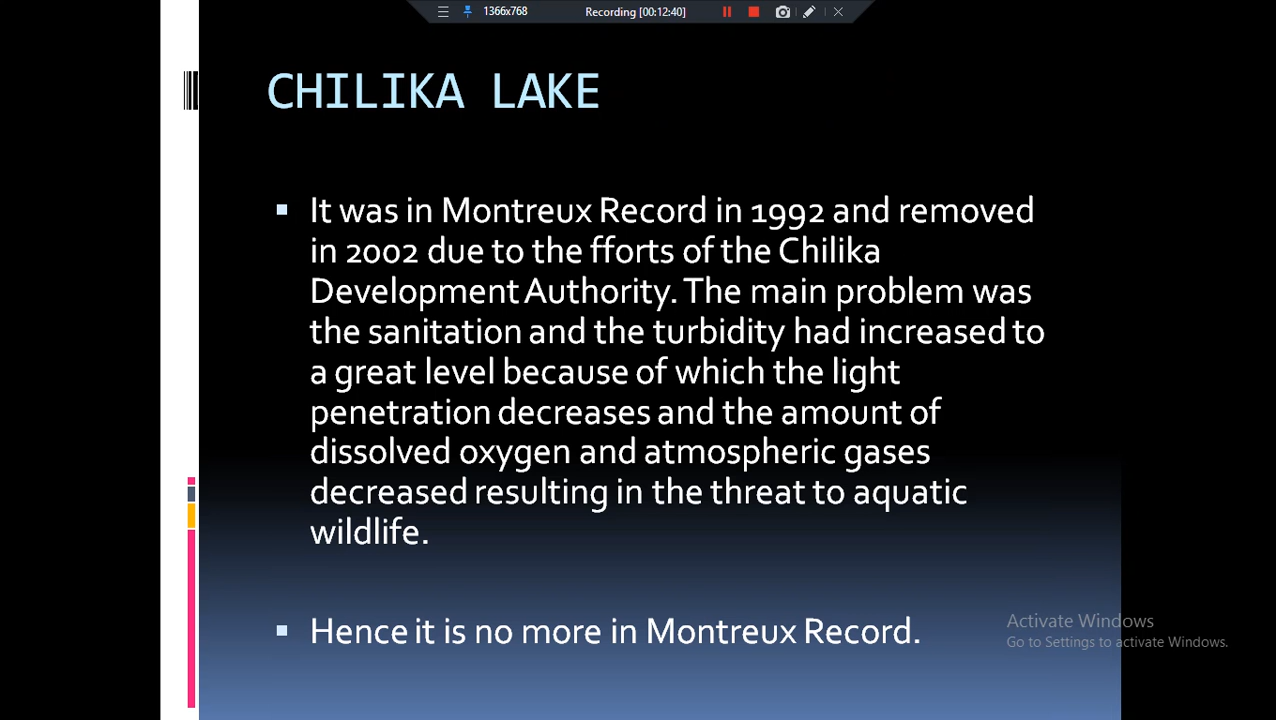 1366x768 Recording [00:12:40]
CHILIKA LAKE
It was in Montreux Record in 1992 and removed
in 2002 due to the fforts of the Chilika
Development Authority. The main problem was
the sanitation and the turbidity had increased to
a great level because of which the light
penetration decreases and the amount of
dissolved oxygen and atmospheric gases
decreased resulting in the threat to aquatic
wildlife.
Hence it is no more in Montreux Record.
Activate Windows
Go to Settings to activate Windows.